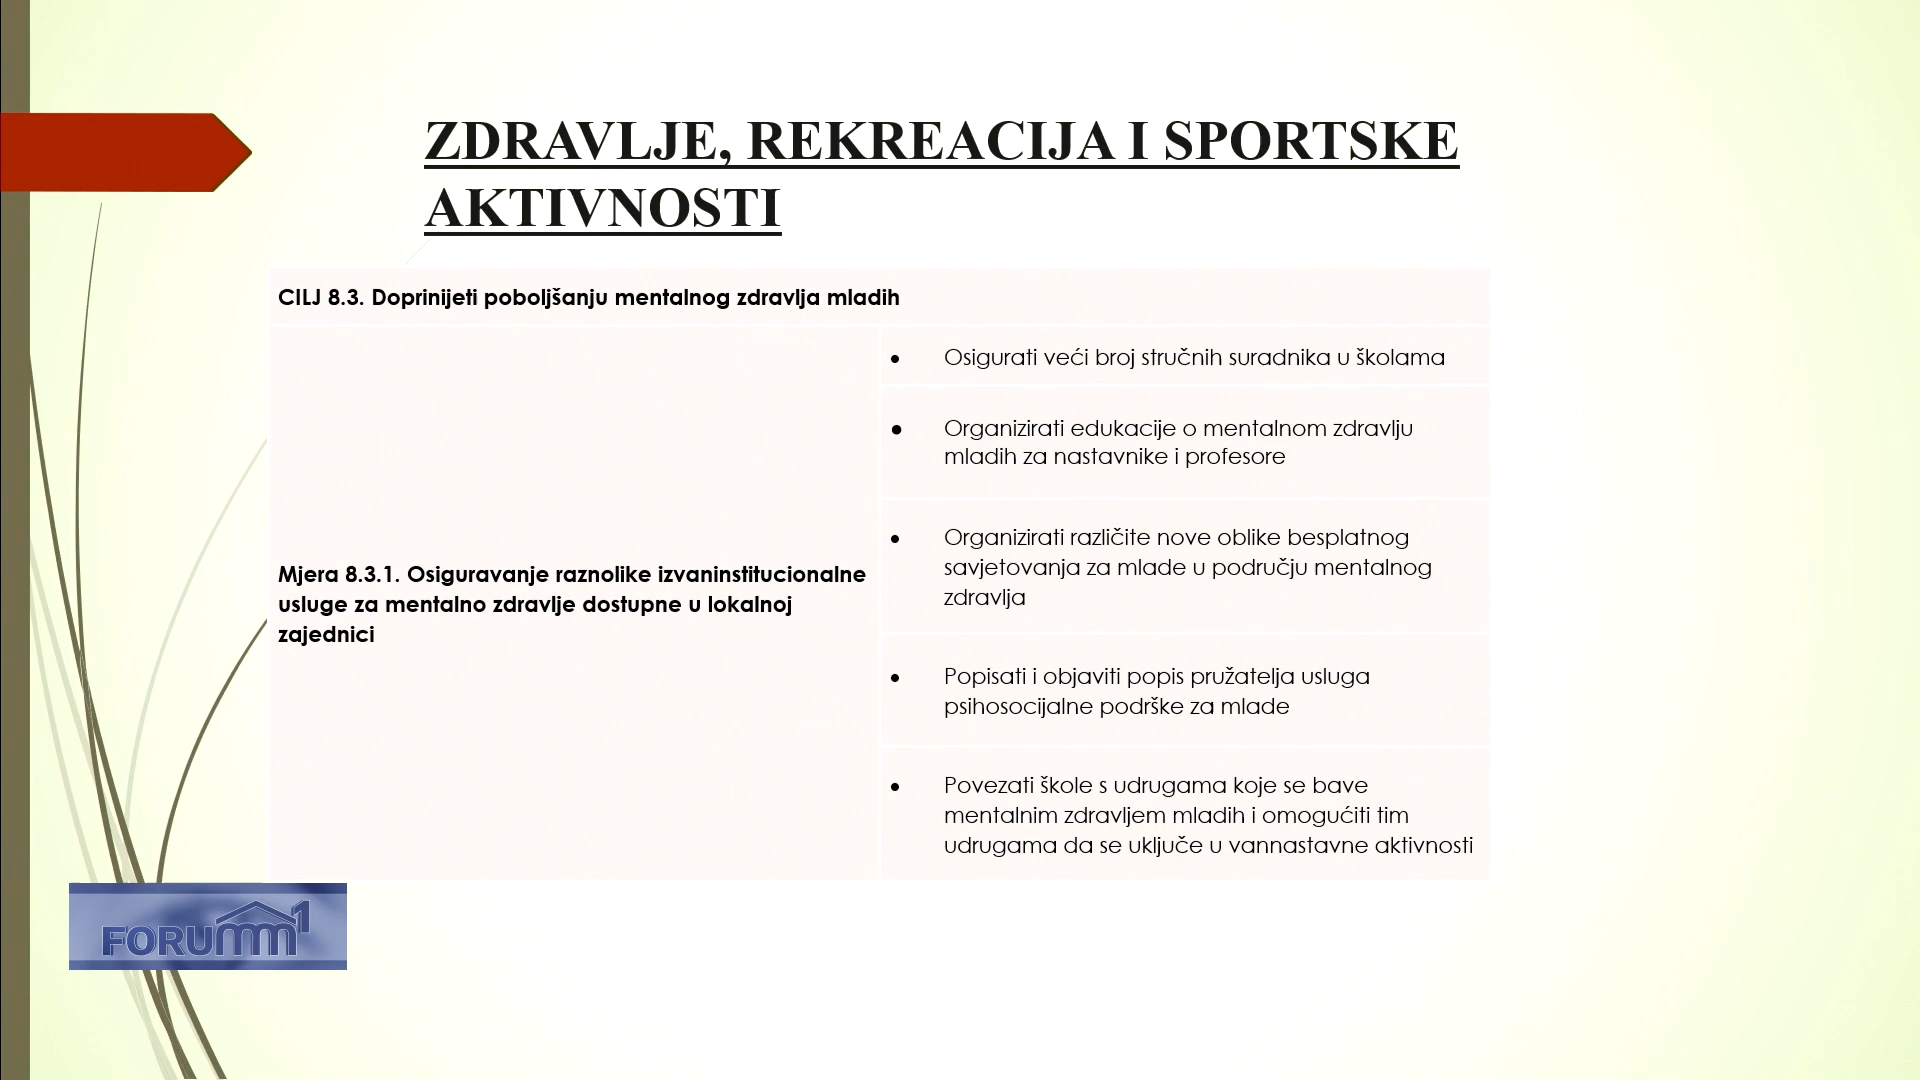 ZDRAVLJE, REKREACIJA I SPORTSKE
AKTIVNOSTI
CILJ 8.3. Doprinijeti poboljšanju mentalnog zdravlja mladih
Mjera 8.3.1. Osiguravanje raznolike izvaninstitucionalne
usluge za mentalno zdravlje dostupne u lokalnoj
zajednici
• Osigurati veći broj stručnih suradnika u školama
• Organizirati edukacije o mentalnom zdravlju
mladih za nastavnike i profesore
• Organizirati različite nove oblike besplatnog
savjetovanja za mlade u području mentalnog
zdravlja
• Popisati i objaviti popis pružatelja usluga
psihosocijalne podrške za mlade
• Povezati škole s udrugama koje se bave
mentalnim zdravljem mladih i omogućiti tim
udrugama da se uključe u vannastavne aktivnosti
FORUMM1